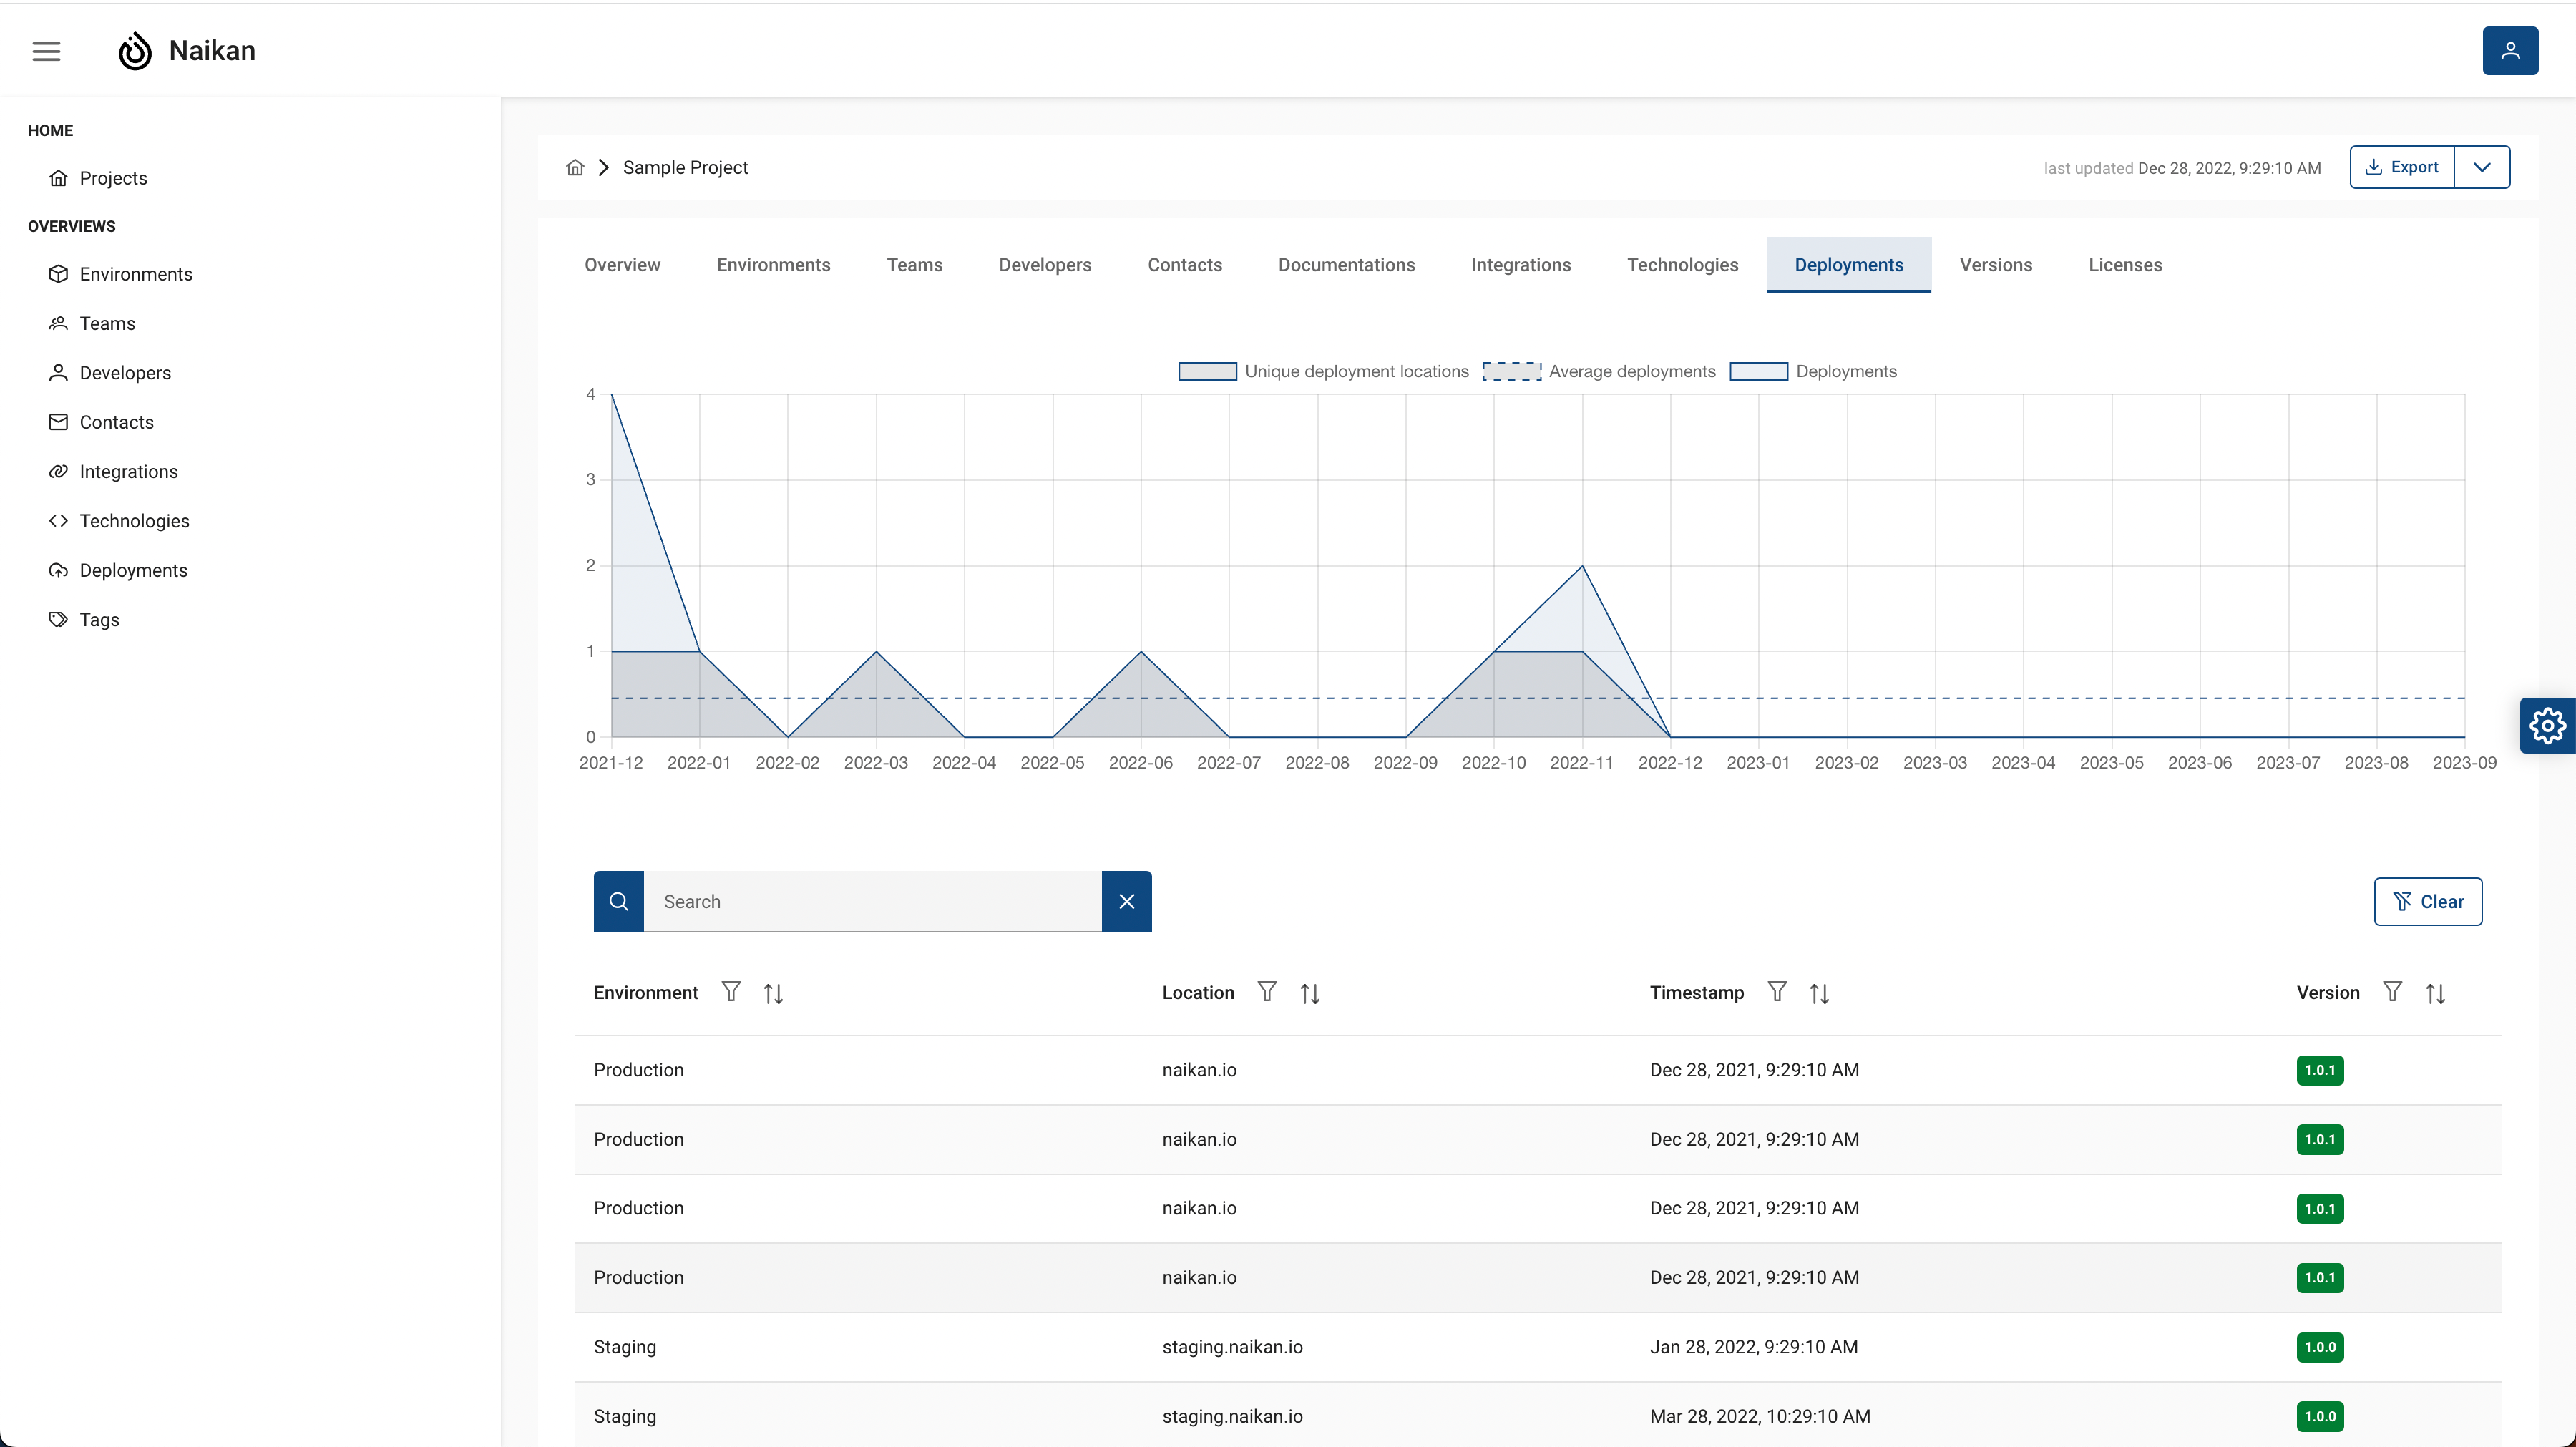 Naikan
HOME
Projects
OVERVIEWS
Environments
Teams
Developers
Contacts
Integrations
Technologies
Deployments
Tags
Sample Project
last updated Dec 28, 2022, 9:29:10 AM
Export
Overview Environments Teams Developers Contacts Documentations Integrations Technologies Deployments Versions Licenses
Unique deployment locations Average deployments Deployments
4
3
2
1
0
2021-12 2022-01 2022-02 2022-03 2022-04 2022-05 2022-06 2022-07 2022-08 2022-09 2022-10 2022-11 2022-12 2023-01 2023-02 2023-03 2023-04 2023-05 2023-06 2023-07 2023-08 2023-09
Search
Clear
Environment Location Timestamp Version
Production naikan.io Dec 28, 2021, 9:29:10 AM 1.0.1
Production naikan.io Dec 28, 2021, 9:29:10 AM 1.0.1
Production naikan.io Dec 28, 2021, 9:29:10 AM 1.0.1
Production naikan.io Dec 28, 2021, 9:29:10 AM 1.0.1
Staging staging.naikan.io Jan 28, 2022, 9:29:10 AM 1.0.0
Staging staging.naikan.io Mar 28, 2022, 10:29:10 AM 1.0.0